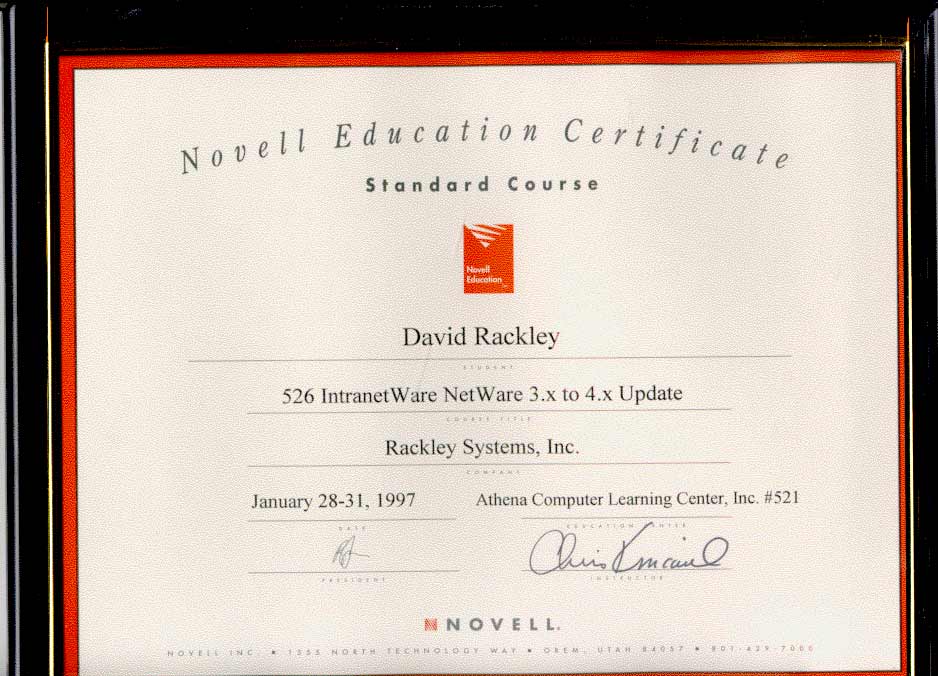 Novell Education Certificate
Standard Course
Novell
Education
David Rackley
STUDENT
526 IntranetWare NetWare 3.x to 4.x Update
COURSE TITLE
Rackley Systems, Inc.
COMPANY
January 28-31, 1997 Athena Computer Learning Center, Inc. #521
DATE EDUCATION CENTER
PRESIDENT INSTRUCTOR
NOVELL.
NOVELL INC. ■ 1555 NORTH TECHNOLOGY WAY ■ OREM, UTAH 84057 ■ 801-429-7000